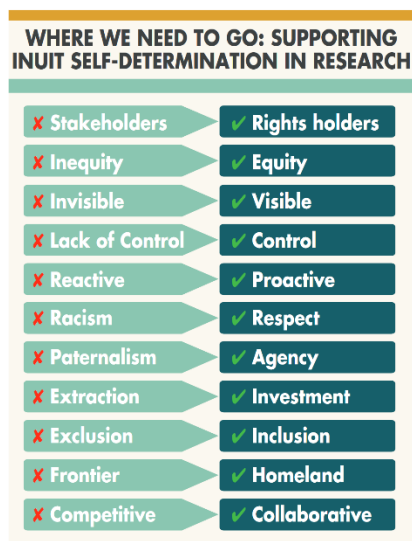 WHERE WE NEED TO GO: SUPPORTING
INUIT SELF-DETERMINATION IN RESEARCH
✘ Stakeholders ✔ Rights holders
✘ Inequity ✔ Equity
✘ Invisible ✔ Visible
✘ Lack of Control ✔ Control
✘ Reactive ✔ Proactive
✘ Racism ✔ Respect
✘ Paternalism ✔ Agency
✘ Extraction ✔ Investment
✘ Exclusion ✔ Inclusion
✘ Frontier ✔ Homeland
✘ Competitive ✔ Collaborative